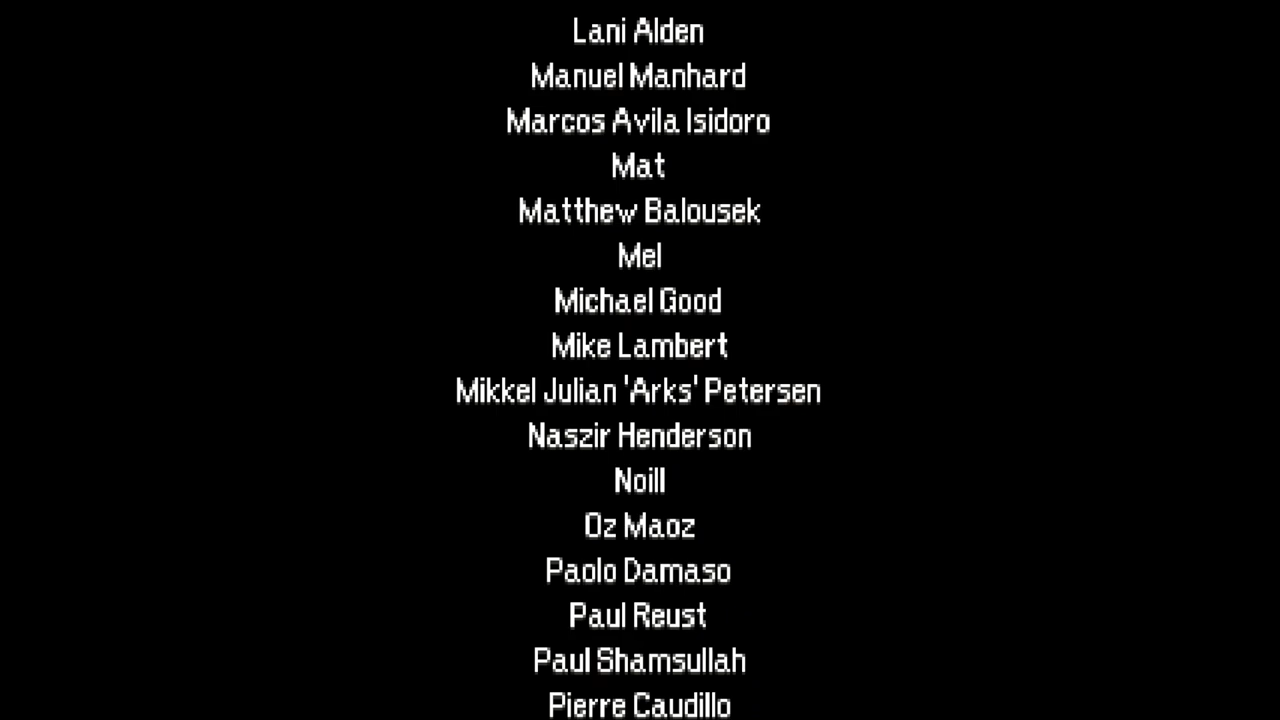 Lani Alden
Manuel Manhard
Marcos Avila Isidoro
Mat
Matthew Balousek
Mel
Michael Good
Mike Lambert
Mikkel Julian 'Arks' Petersen
Naszir Henderson
Noill
Oz Maoz
Paolo Damaso
Paul Reust
Paul Shamsullah
Pierre Caudillo